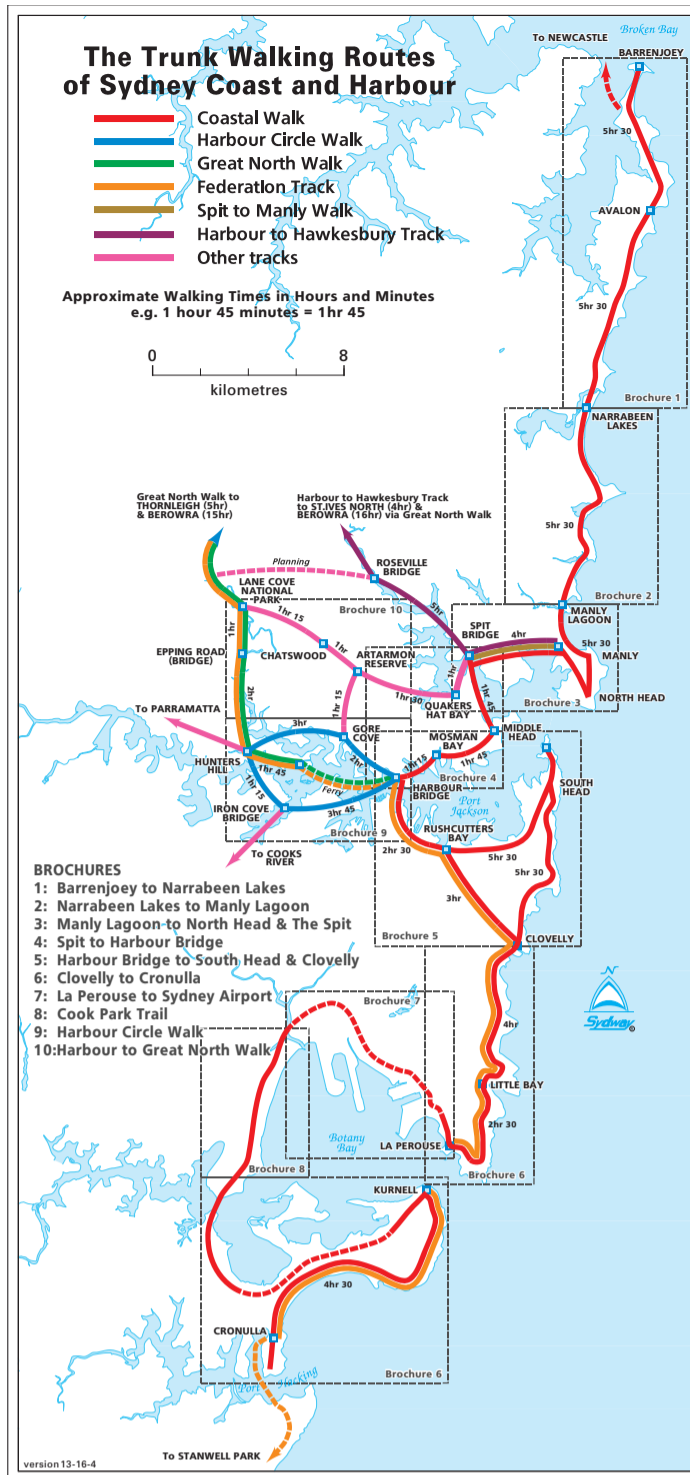 The Trunk Walking Routes
of Sydney Coast and Harbour
Coastal Walk
Harbour Circle Walk
Great North Walk
Federation Track
Spit to Manly Walk
Harbour to Hawkesbury Track
Other tracks
Approximate Walking Times in Hours and Minutes
e.g. 1 hour 45 minutes = 1hr 45
0 8
kilometres
Broken Bay
To NEWCASTLE
BARRENJOEY
5hr 30
AVALON
5hr 30
Brochure 1
NARRABEEN
LAKES
5hr 30
Brochure 2
MANLY
LAGOON
Great North Walk to
THORNLEIGH (5hr)
& BEROWRA (15hr)
Harbour to Hawkesbury Track
to ST.IVES NORTH (4hr)
& BEROWRA (16hr) via Great North Walk
Planning
ROSEVILLE
BRIDGE
5hr
LANE COVE
NATIONAL
PARK
Brochure 10
1hr
1hr 15
1hr
SPIT
BRIDGE
4hr
5hr 30
MANLY
EPPING ROAD
(BRIDGE)
CHATSWOOD
ARTARMON
RESERVE
1hr
1hr 30
QUAKERS
HAT BAY
NORTH HEAD
Brochure 3
2hr
1hr 15
1hr 45
To PARRAMATTA
3hr
GORE
COVE
MOSMAN
BAY
MIDDLE
HEAD
HUNTERS
HILL
1hr 45
2hr
1hr15
1hr 45
Brochure 4
Ferry
HARBOUR
BRIDGE
SOUTH
HEAD
1hr 15
IRON COVE
BRIDGE
3hr 45
Port
Jackson
Brochure 9
RUSHCUTTERS
BAY
To COOKS
RIVER
2hr 30
5hr 30
5hr 30
3hr
Brochure 5
CLOVELLY
BROCHURES
1: Barrenjoey to Narrabeen Lakes
2: Narrabeen Lakes to Manly Lagoon
3: Manly Lagoon to North Head & The Spit
4: Spit to Harbour Bridge
5: Harbour Bridge to South Head & Clovelly
6: Clovelly to Cronulla
7: La Perouse to Sydney Airport
8: Cook Park Trail
9: Harbour Circle Walk
10:Harbour to Great North Walk
N
Sydway
Brochure 7
4hr
LITTLE BAY
2hr 30
Botany
Bay
LA PEROUSE
Brochure 8
Brochure 6
KURNELL
4hr 30
CRONULLA
Port Hacking
Brochure 6
To STANWELL PARK
version 13-16-4